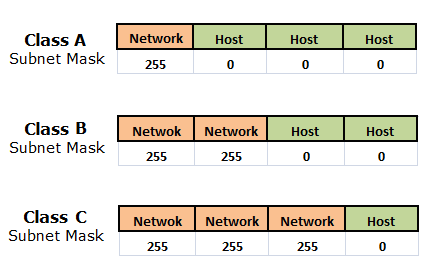 Class A
Subnet Mask
Network Host Host Host
255 0 0 0
Class B
Subnet Mask
Netwok Network Host Host
255 255 0 0
Class C
Subnet Mask
Netwok Network Network Host
255 255 255 0